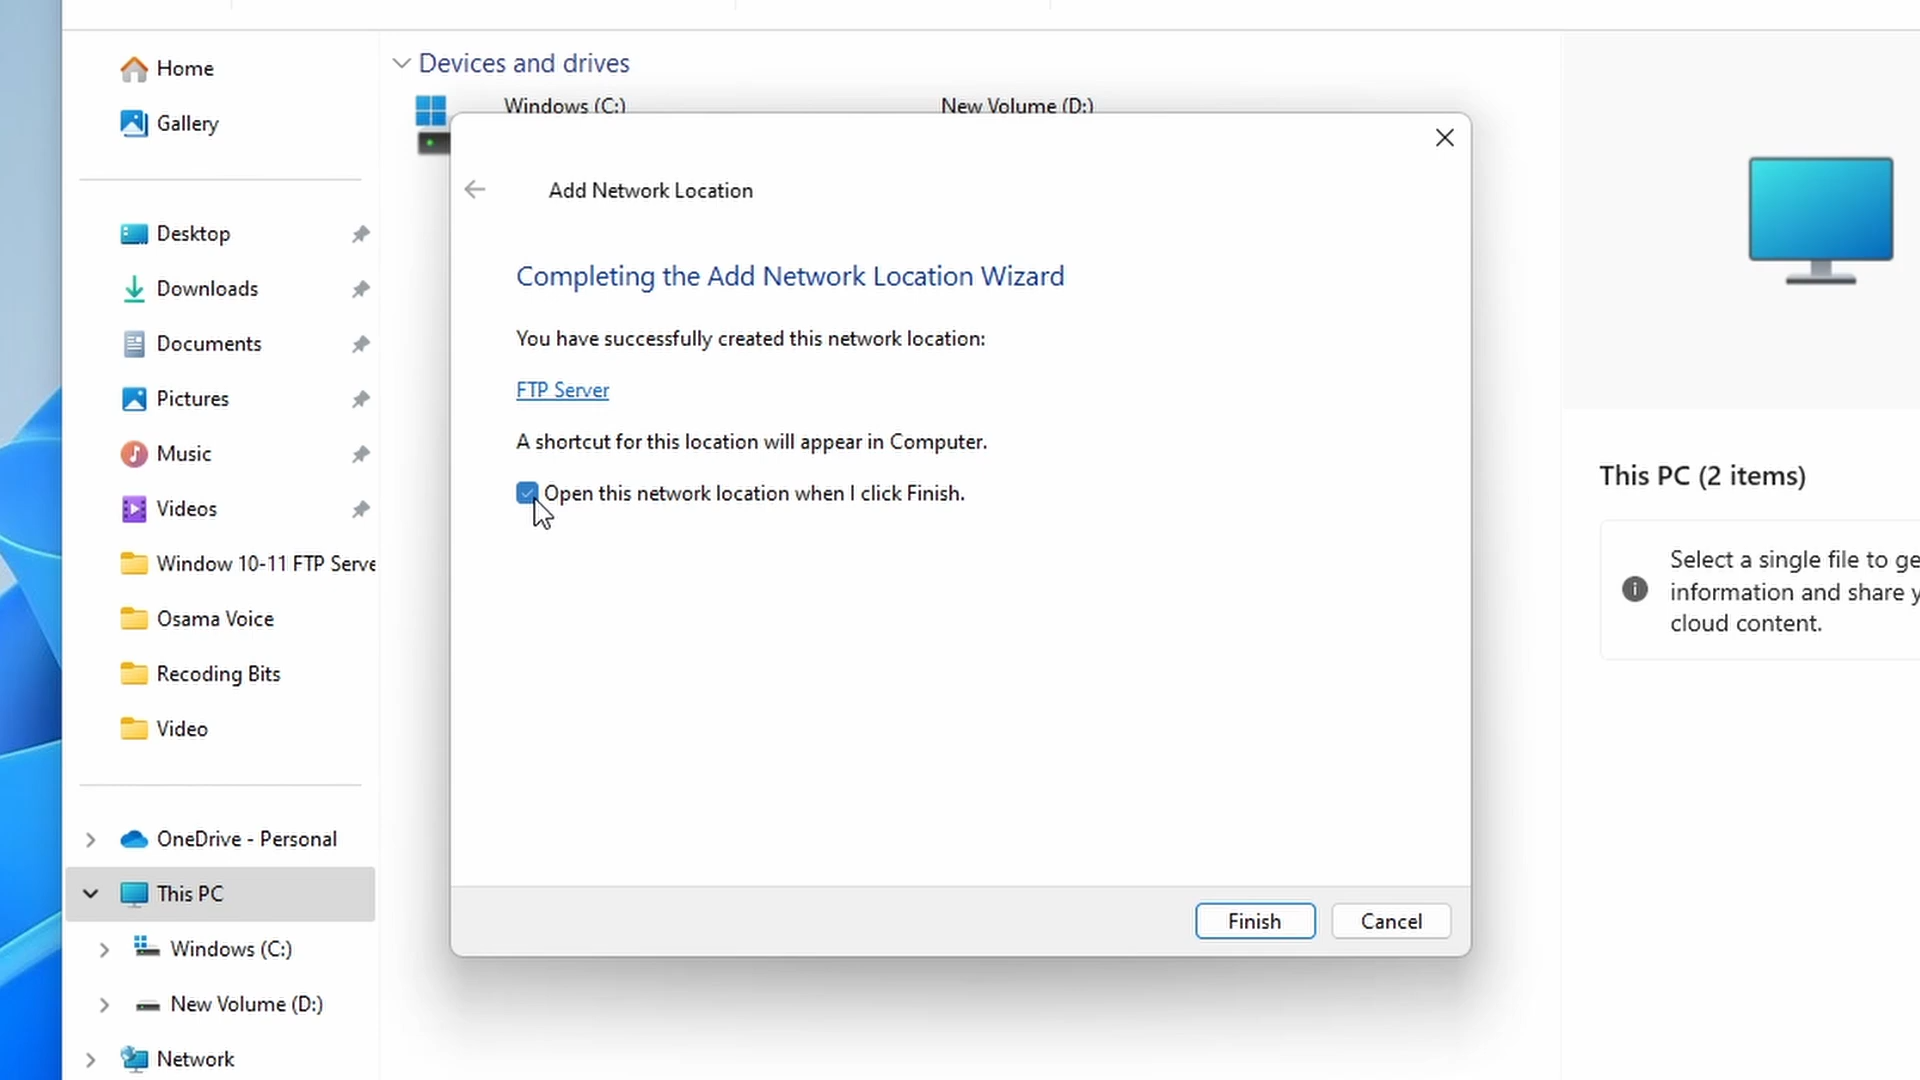 Home
Gallery
Desktop
Downloads
Documents
Pictures
Music
Videos
Window 10-11 FTP Serve
Osama Voice
Recoding Bits
Video
OneDrive - Personal
This PC
Windows (C:)
New Volume (D:)
Network
Devices and drives
Windows (C:)
New Volume (D:)
Add Network Location
Completing the Add Network Location Wizard
You have successfully created this network location:
FTP Server
A shortcut for this location will appear in Computer.
Open this network location when I click Finish.
Finish
Cancel
This PC (2 items)
Select a single file to ge
information and share y
cloud content.